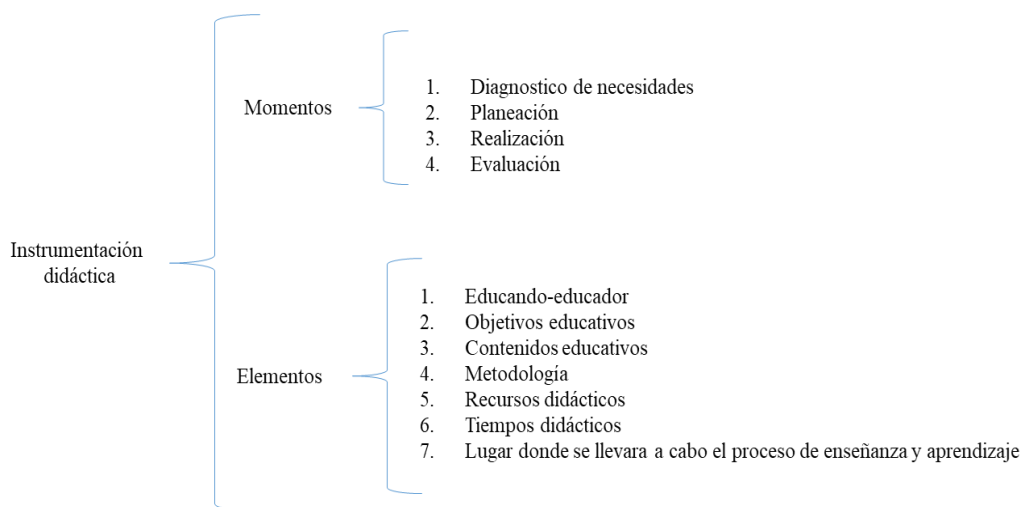 Instrumentación
didáctica
Momentos
1. Diagnostico de necesidades
2. Planeación
3. Realización
4. Evaluación
Elementos
1. Educando-educador
2. Objetivos educativos
3. Contenidos educativos
4. Metodología
5. Recursos didácticos
6. Tiempos didácticos
7. Lugar donde se llevara a cabo el proceso de enseñanza y aprendizaje